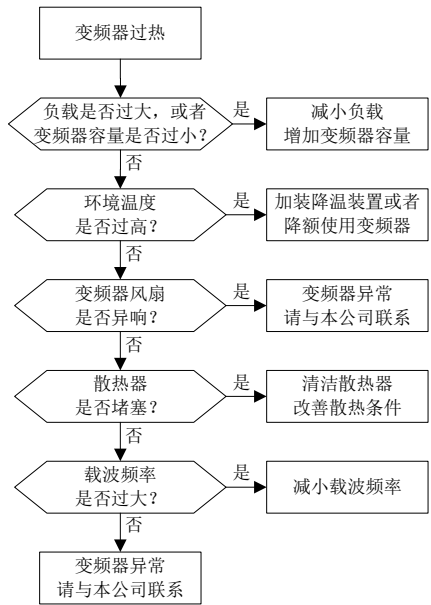 变频器过热
负载是否过大，或者
变频器容量是否过小？
是
减小负载
增加变频器容量
否
环境温度
是否过高？
是
加装降温装置或者
降额使用变频器
否
变频器风扇
是否异响？
是
变频器异常
请与本公司联系
否
散热器
是否堵塞？
是
清洁散热器
改善散热条件
否
载波频率
是否过大？
是
减小载波频率
否
变频器异常
请与本公司联系